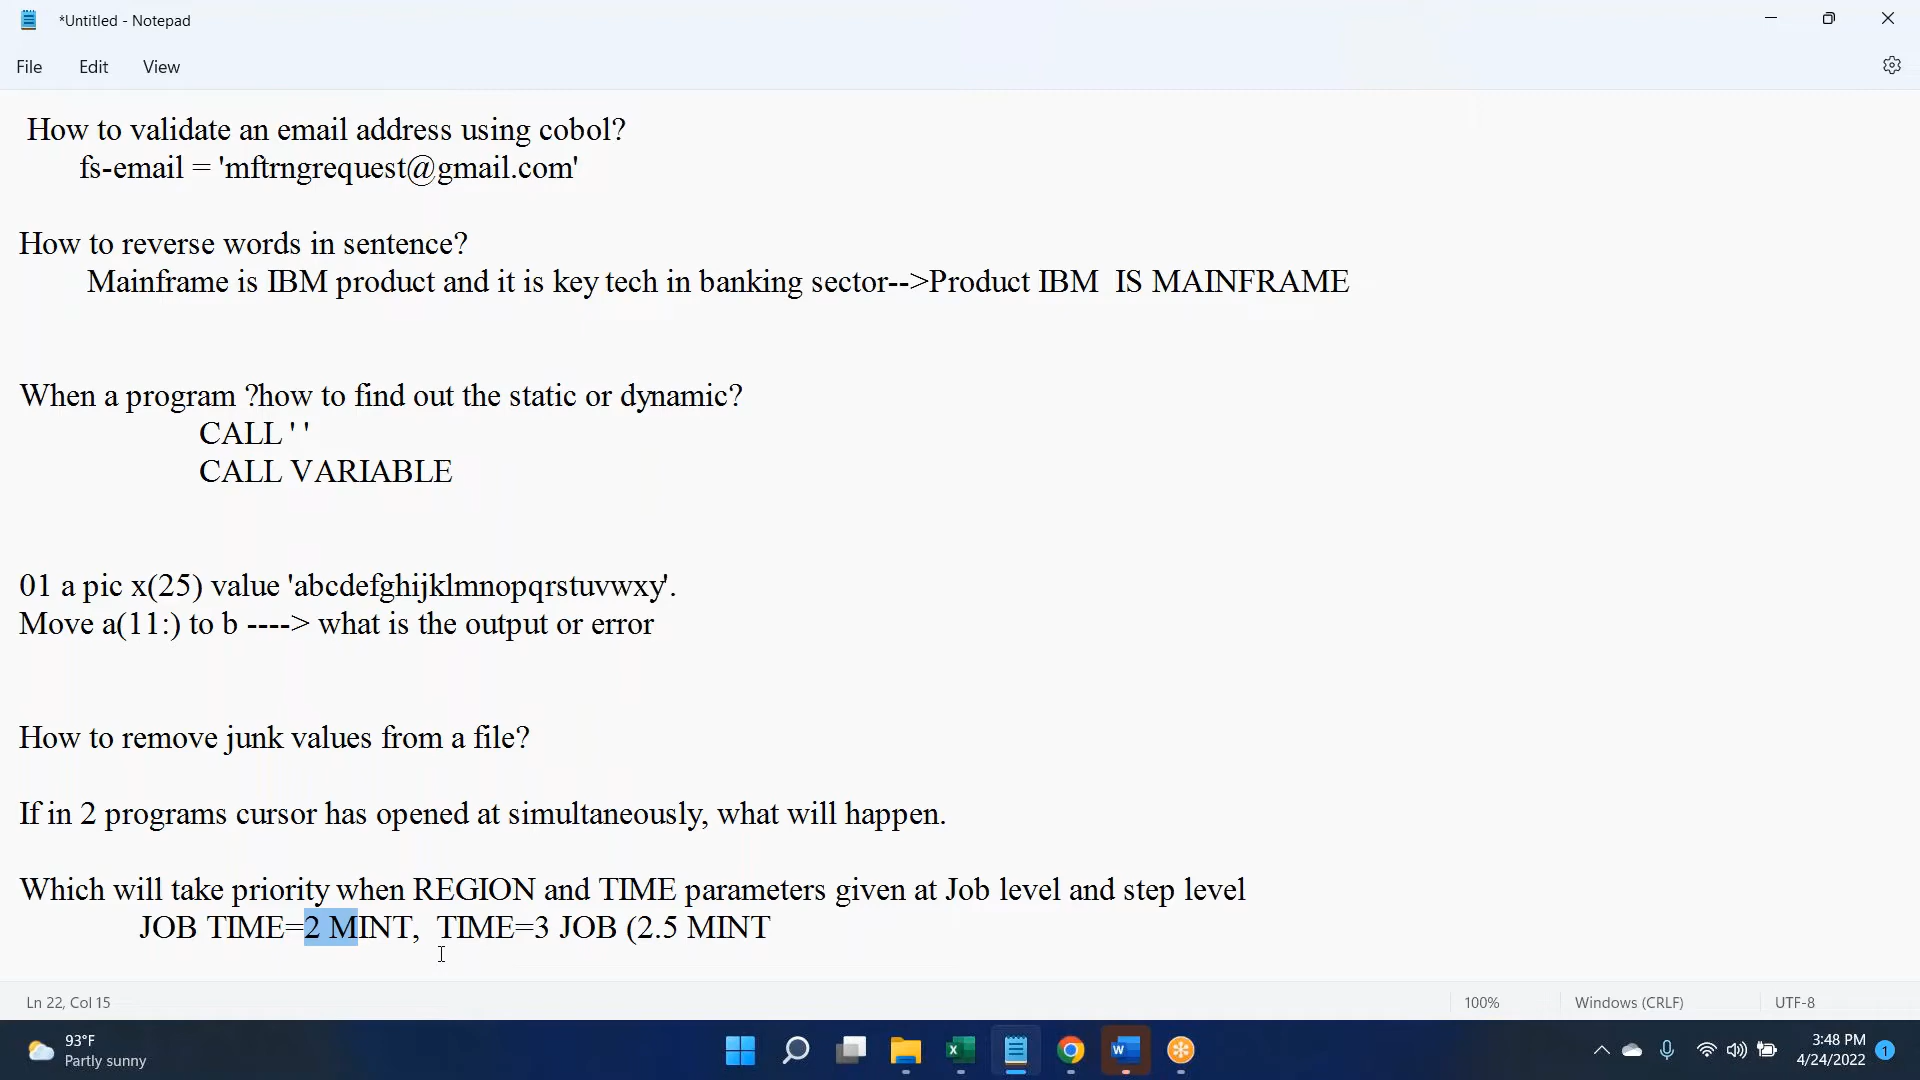 *Untitled - Notepad
File Edit View
How to validate an email address using cobol?
fs-email = 'mftrngrequest@gmail.com'
How to reverse words in sentence?
Mainframe is IBM product and it is key tech in banking sector-->Product IBM  IS MAINFRAME
When a program ?how to find out the static or dynamic?
CALL ' '
CALL VARIABLE
01 a pic x(25) value 'abcdefghijklmnopqrstuvwxy'.
Move a(11:) to b ----> what is the output or error
How to remove junk values from a file?
If in 2 programs cursor has opened at simultaneously, what will happen.
Which will take priority when REGION and TIME parameters given at Job level and step level
JOB TIME=2 MINT,  TIME=3 JOB (2.5 MINT
Ln 22, Col 15 100% Windows (CRLF) UTF-8
93°F
Partly sunny
3:48 PM
4/24/2022
1